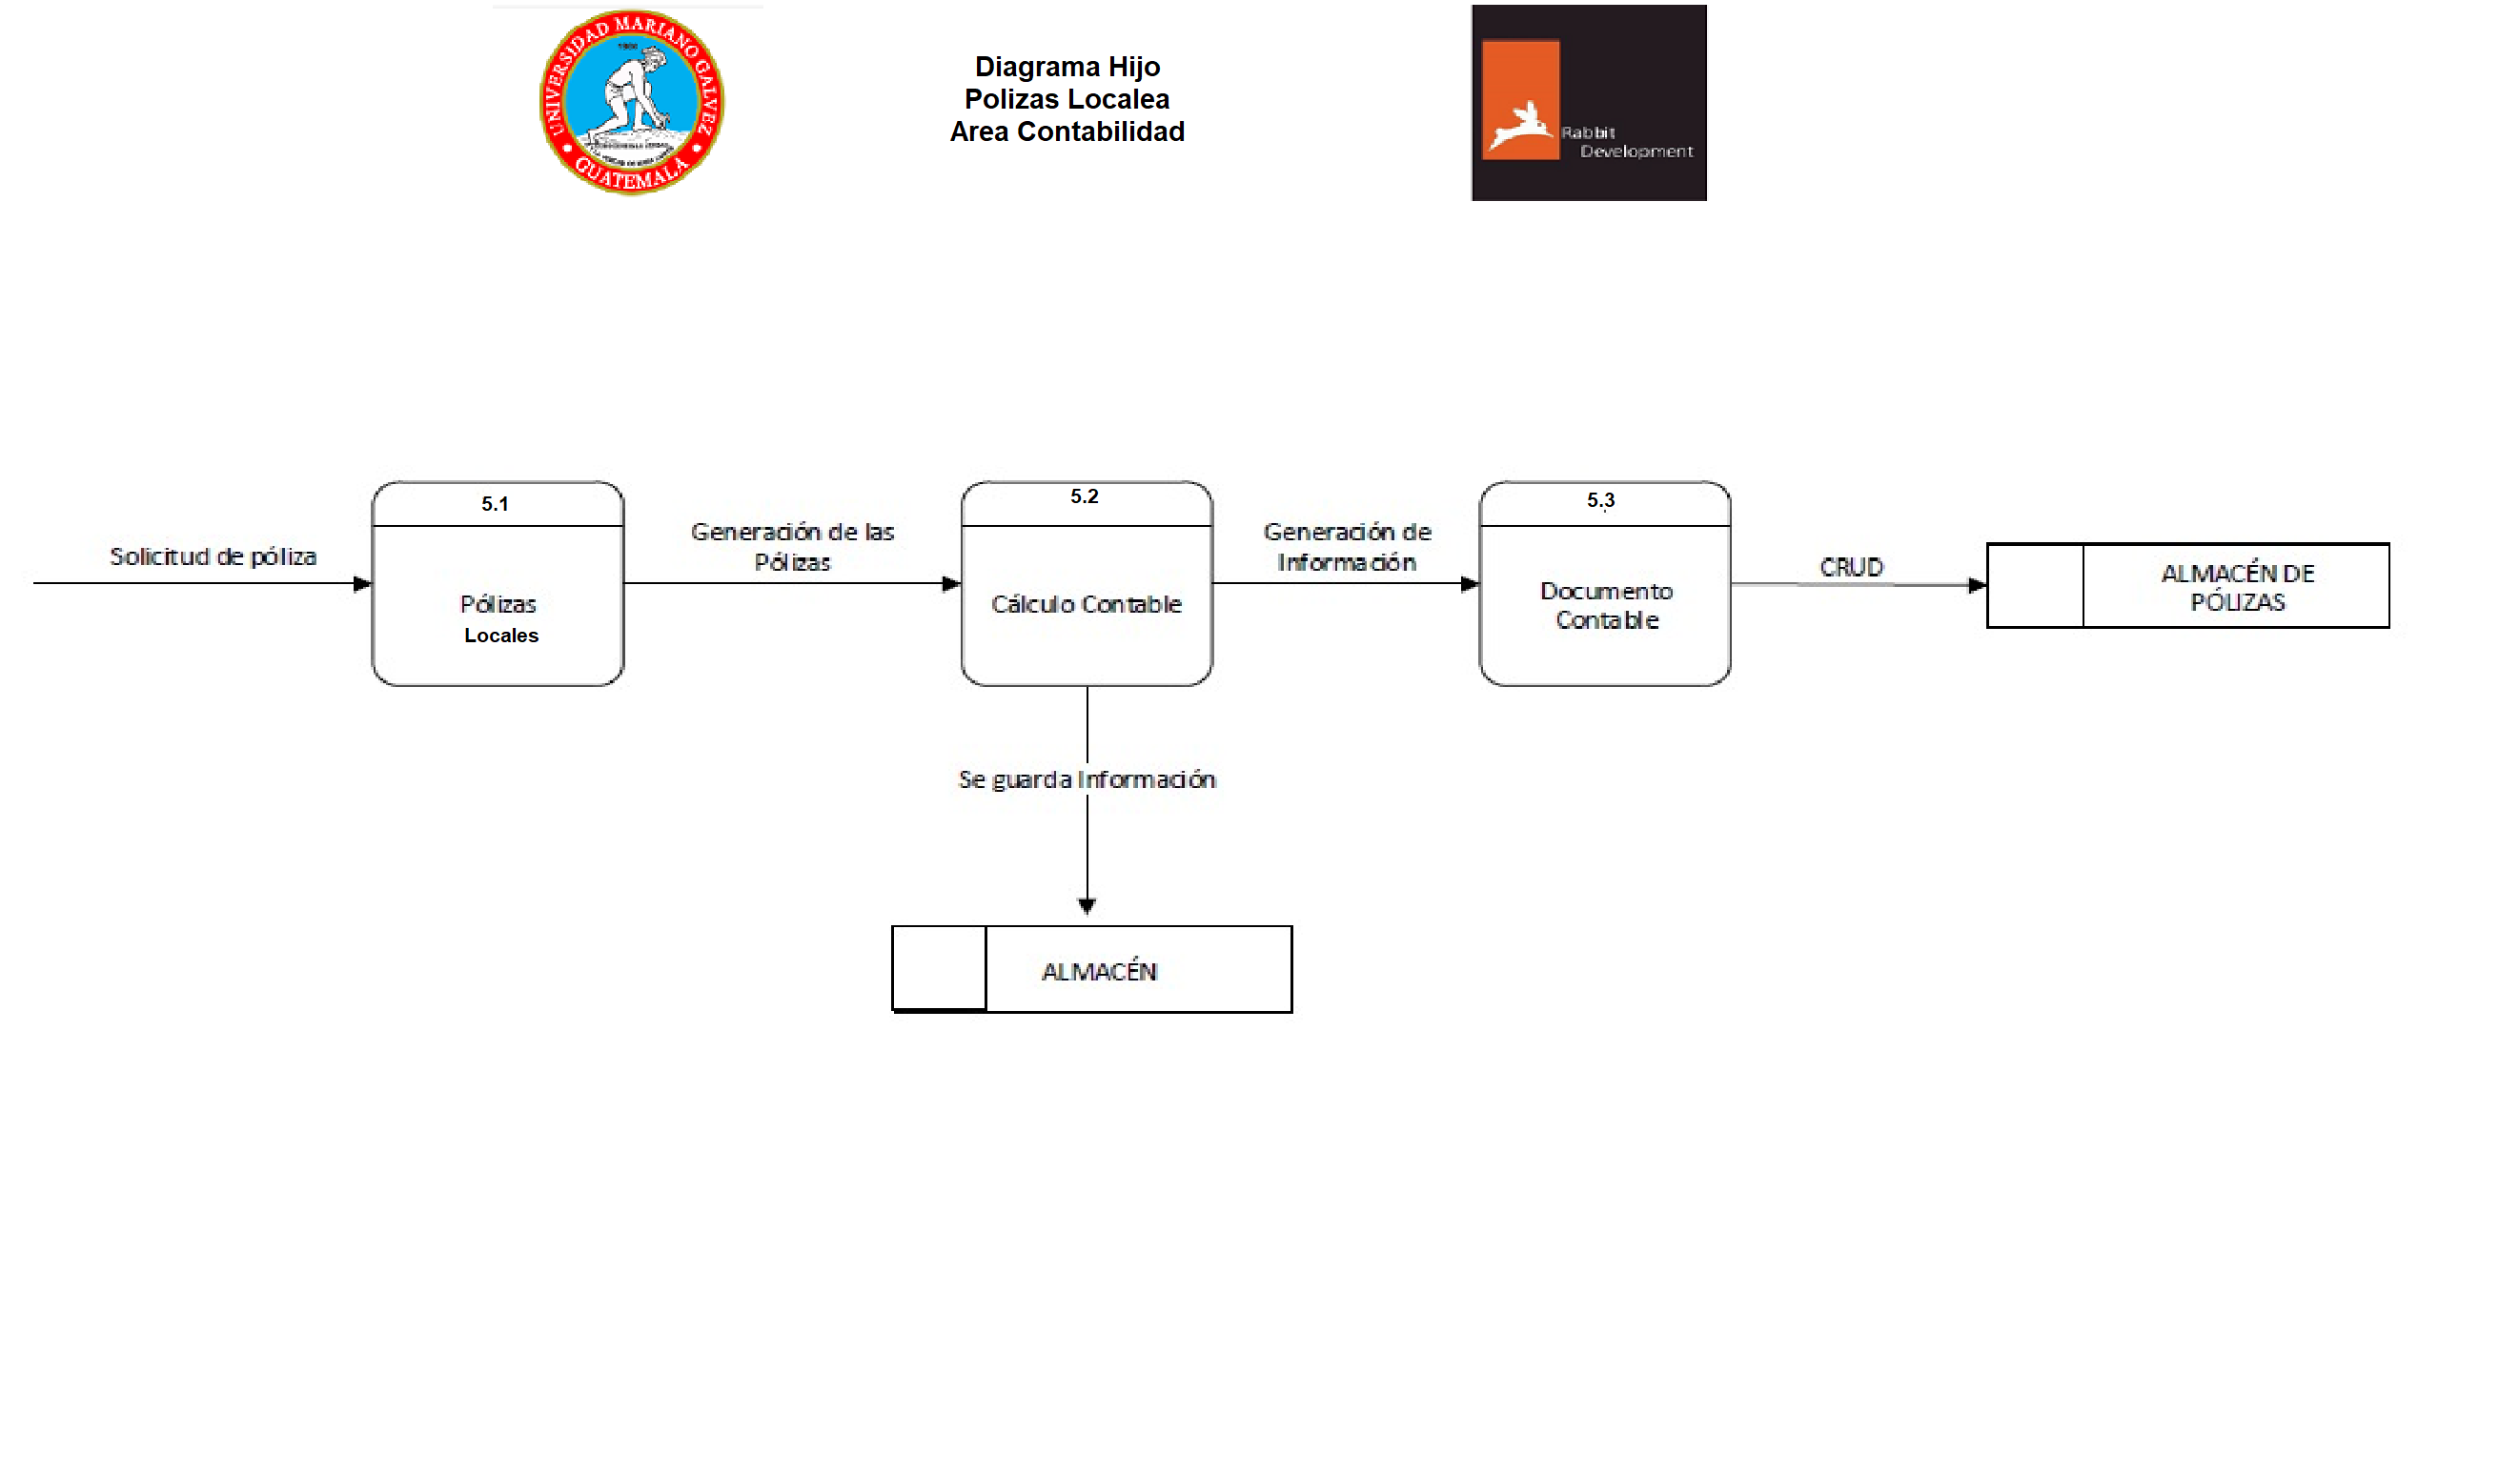 UNIVERSIDAD MARIANO GALVEZ
GUATEMALA
Diagrama Hijo
Polizas Localea
Area Contabilidad
Rabbit
Development
Solicitud de póliza
5.1
Pólizas
Locales
Generación de las
Pólizas
5.2
Cálculo Contable
Generación de
Información
5.3
Documento
Contable
CRUD
ALMACÉN DE
PÓLIZAS
Se guarda Información
ALMACÉN